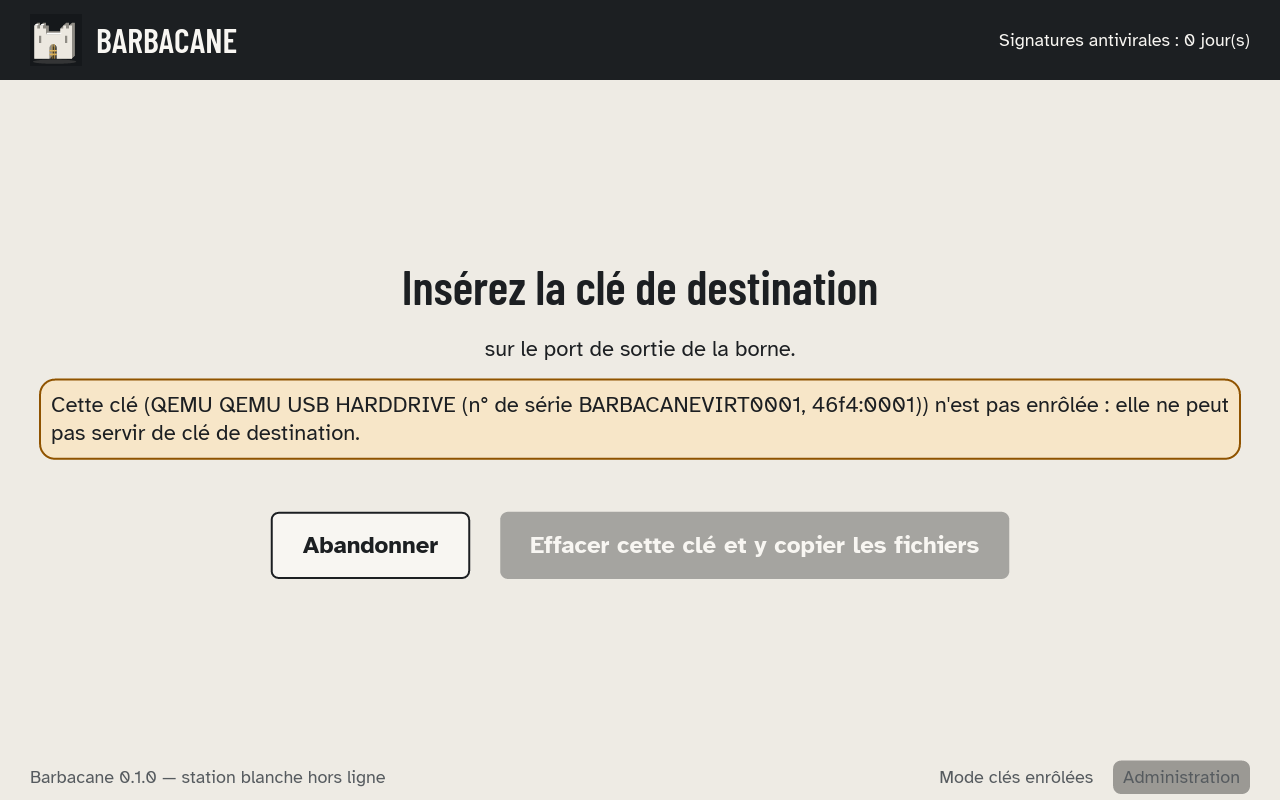 BARBACANE
Signatures antivirales : 0 jour(s)
Insérez la clé de destination
sur le port de sortie de la borne.
Cette clé (QEMU QEMU USB HARDDRIVE (n° de série BARBACANEVIRT0001, 46f4:0001)) n'est pas enrôlée : elle ne peut
pas servir de clé de destination.
Abandonner
Effacer cette clé et y copier les fichiers
Barbacane 0.1.0 — station blanche hors ligne
Mode clés enrôlées
Administration